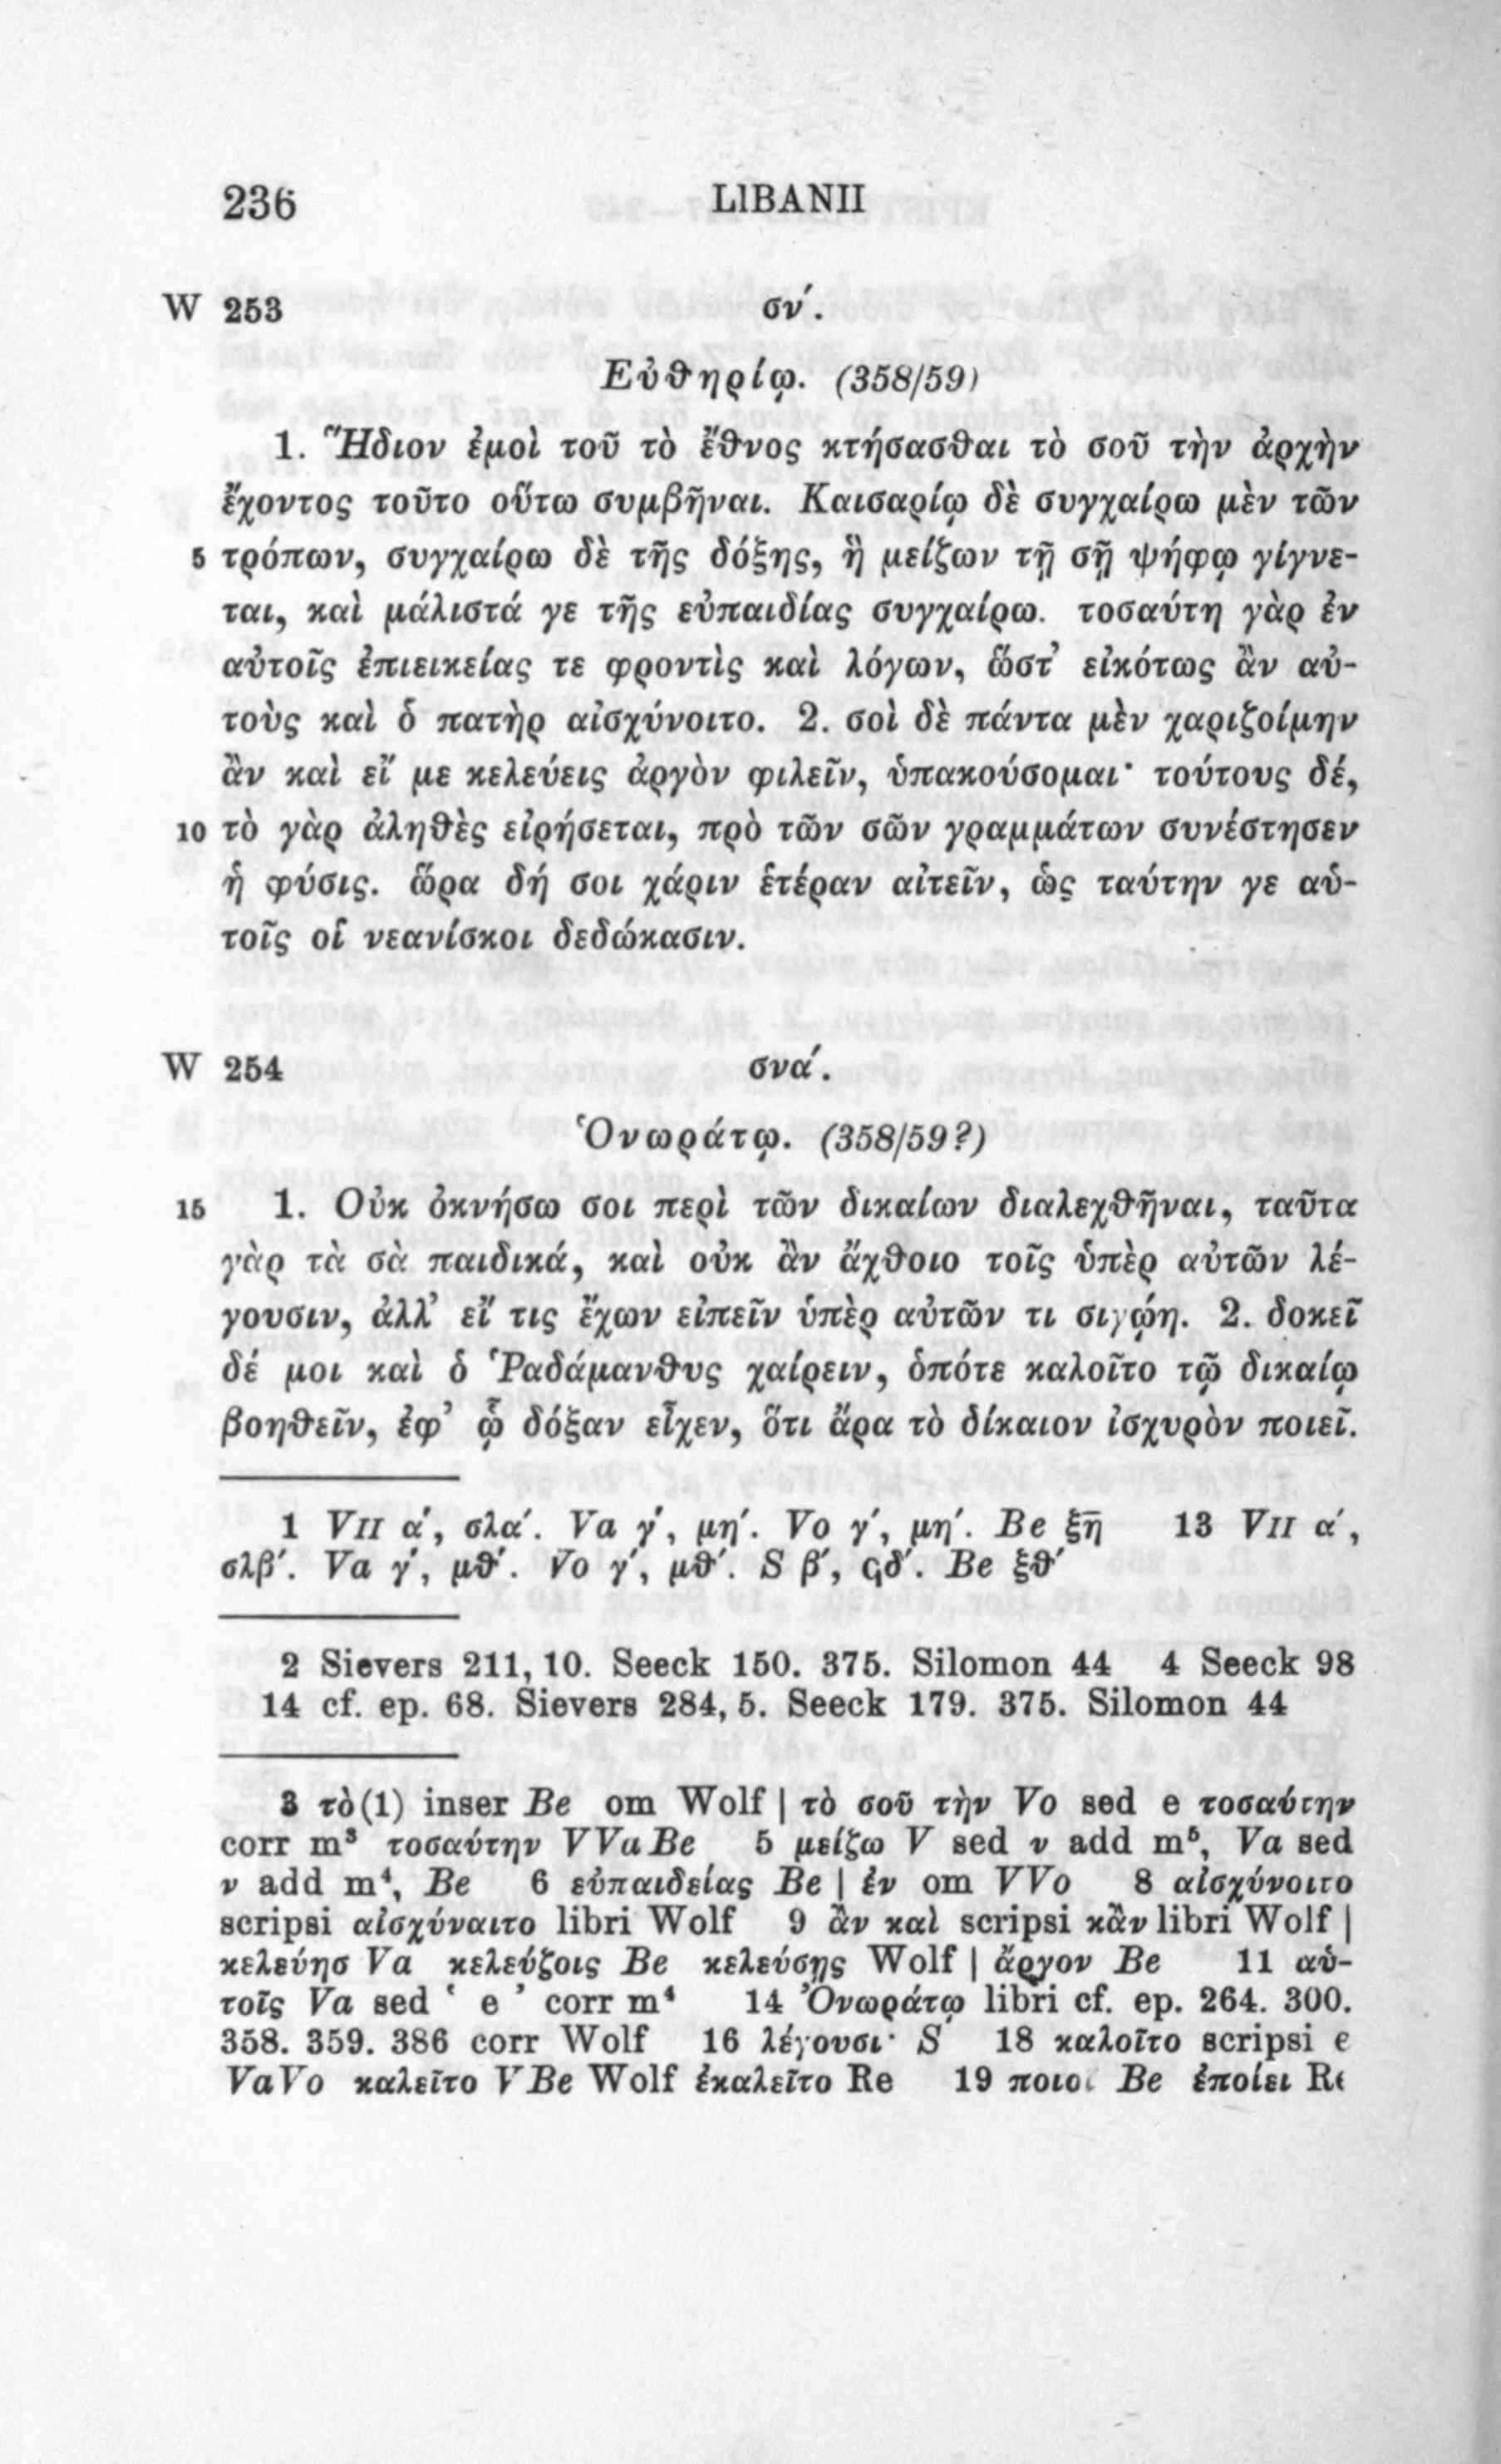 236 LIBANII
W 253 σν΄.
Εὐθηρίῳ. (358/59)
1. Ἥδιον ἐμοὶ τοῦ τὸ ἔθνος κτήσασθαι τὸ σοῦ τὴν ἀρχὴν
ἔχοντος τοῦτο οὕτω συμβῆναι. Καισαρίῳ δὲ συγχαίρω μὲν τῶν
5 τρόπων, συγχαίρω δὲ τῆς δόξης, ἣ μείζων τῇ σῇ ψήφῳ γίγνε-
ται, καὶ μάλιστά γε τῆς εὐπαιδίας συγχαίρω. τοσαύτη γὰρ ἐν
αὐτοῖς ἐπιεικείας τε φροντὶς καὶ λόγων, ὥστ’ εἰκότως ἂν αὐ-
τοὺς καὶ ὁ πατὴρ αἰσχύνοιτο. 2. σοὶ δὲ πάντα μὲν χαριζοίμην
ἂν καὶ εἴ με κελεύεις ἀργὸν φιλεῖν, ὑπακούσομαι· τούτους δέ,
10 τὸ γὰρ ἀληθὲς εἰρήσεται, πρὸ τῶν σῶν γραμμάτων συνέστησεν
ἡ φύσις. ὥρα δή σοι χάριν ἑτέραν αἰτεῖν, ὡς ταύτην γε αὑ-
τοῖς οἱ νεανίσκοι δεδώκασιν.
W 254 σνα΄.
Ὁνωράτῳ. (358/59?)
15 1. Οὐκ ὀκνήσω σοι περὶ τῶν δικαίων διαλεχθῆναι, ταῦτα
γὰρ τὰ σὰ παιδικά, καὶ οὐκ ἂν ἄχθοιο τοῖς ὑπὲρ αὐτῶν λέ-
γουσιν, ἀλλ’ εἴ τις ἔχων εἰπεῖν ὑπὲρ αὐτῶν τι σιγῴη. 2. δοκεῖ
δέ μοι καὶ ὁ Ῥαδάμανθυς χαίρειν, ὁπότε καλοῖτο τῷ δικαίῳ
βοηθεῖν, ἐφ’ ᾧ δόξαν εἶχεν, ὅτι ἄρα τὸ δίκαιον ἰσχυρὸν ποιεῖ.
1 VII α΄, σλα΄. Va γ΄, μη΄. Vo γ΄, μη΄. Be ξη 13 VII α΄,
σλβ΄. Va γ΄, μθ΄. Vo γ΄, μθ΄. S β΄, ϛδ΄. Be ξθ΄
2 Sievers 211, 10. Seeck 150. 375. Silomon 44 4 Seeck 98
14 cf. ep. 68. Sievers 284, 5. Seeck 179. 375. Silomon 44
3 τὸ(1) inser Be om Wolf | τὸ σοῦ τὴν Vo sed e τοσαύτην
corr m³ τοσαύτην VVaBe 5 μείζω V sed ν add m⁵, Va sed
ν add m⁴, Be 6 εὐπαιδείας Be | ἐν om VVo 8 αἰσχύνοιτο
scripsi αἰσχύναιτο libri Wolf 9 ἂν καὶ scripsi κἂν libri Wolf |
κελεύησ Va κελεύζοις Be κελεύσῃς Wolf | ἄργον Be 11 αὐ-
τοῖς Va sed ʽ e ʼ corr m⁴ 14 Ὀνωράτῳ libri cf. ep. 264. 300.
358. 359. 386 corr Wolf 16 λέγουσι· S 18 καλοῖτο scripsi e
VaVo καλεῖτο VBe Wolf ἐκαλεῖτο Re 19 ποιοῖ Be ἐποίει Re